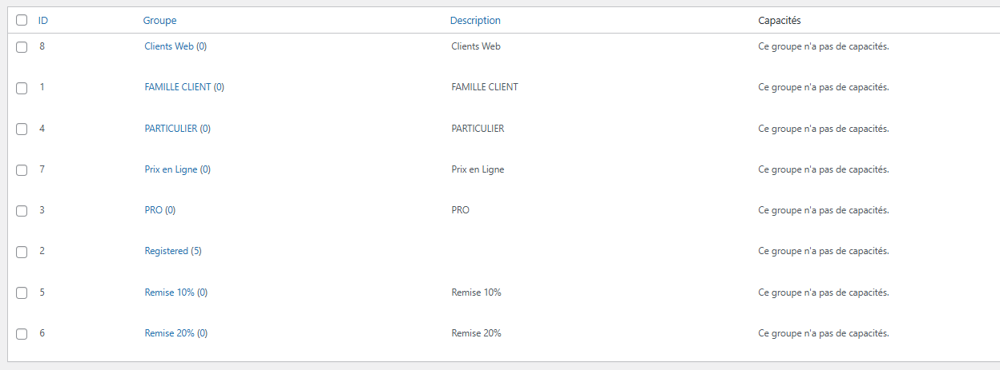 ID Groupe Description Capacités
8 Clients Web (0) Clients Web Ce groupe n'a pas de capacités.
1 FAMILLE CLIENT (0) FAMILLE CLIENT Ce groupe n'a pas de capacités.
4 PARTICULIER (0) PARTICULIER Ce groupe n'a pas de capacités.
7 Prix en Ligne (0) Prix en Ligne Ce groupe n'a pas de capacités.
3 PRO (0) PRO Ce groupe n'a pas de capacités.
2 Registered (5) Ce groupe n'a pas de capacités.
5 Remise 10% (0) Remise 10% Ce groupe n'a pas de capacités.
6 Remise 20% (0) Remise 20% Ce groupe n'a pas de capacités.